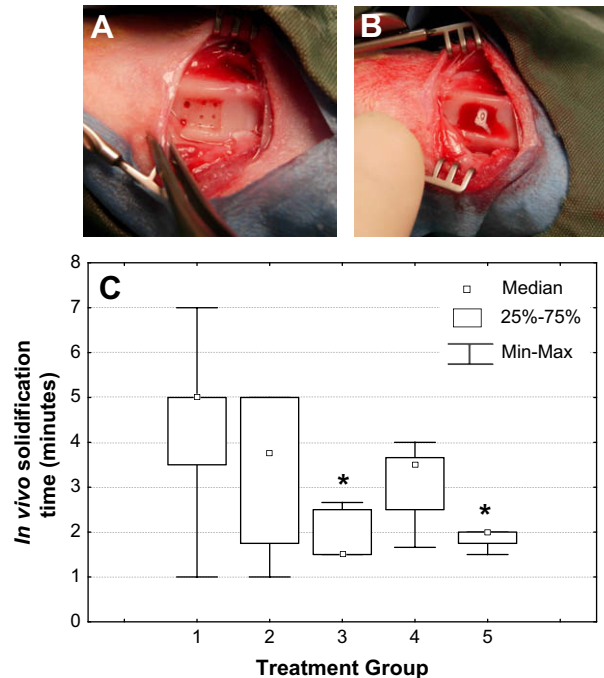 A
B
C
8
7
6
5
4
3
2
1
0
In vivo solidification
time (minutes)
Median
25%-75%
Min-Max
*
*
1 2 3 4 5
Treatment Group